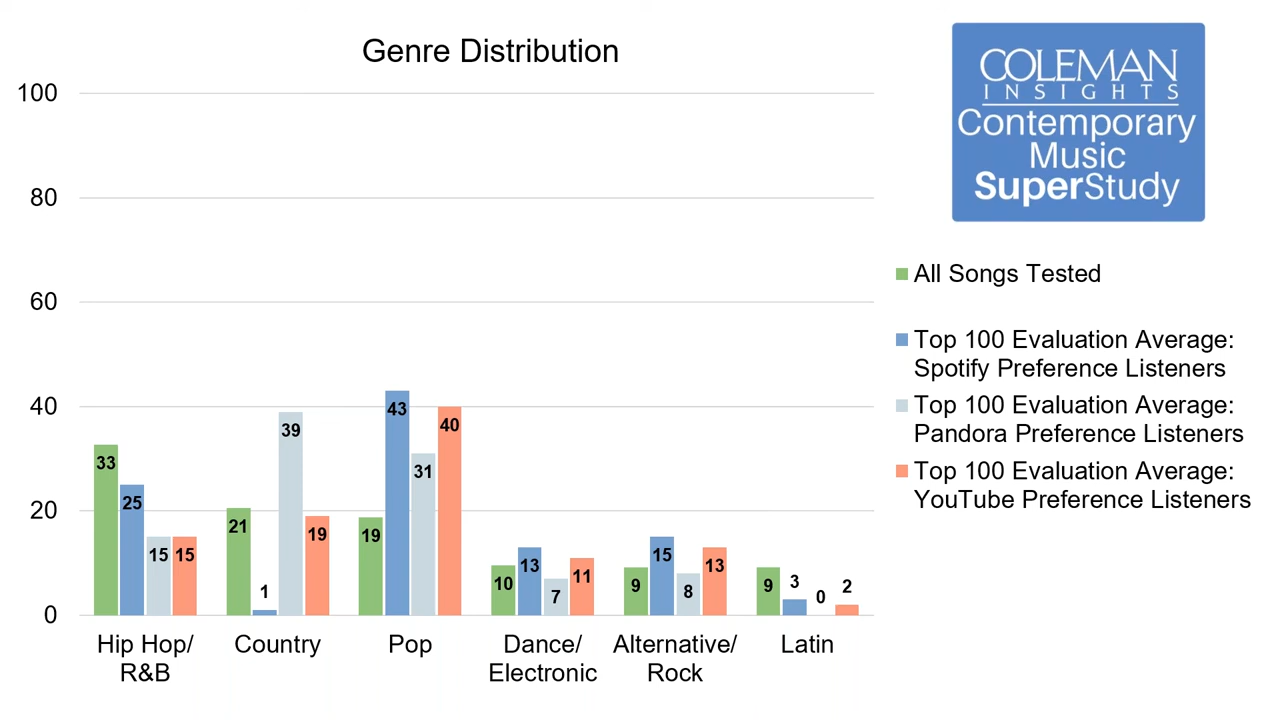 Genre Distribution
COLEMAN
INSIGHTS
Contemporary
Music
SuperStudy
100
80
60
40
20
0
33
25
15
15
21
1
39
19
19
43
31
40
10
13
7
11
9
15
8
13
9
3
0
2
Hip Hop/
R&B
Country
Pop
Dance/
Electronic
Alternative/
Rock
Latin
All Songs Tested
Top 100 Evaluation Average:
Spotify Preference Listeners
Top 100 Evaluation Average:
Pandora Preference Listeners
Top 100 Evaluation Average:
YouTube Preference Listeners